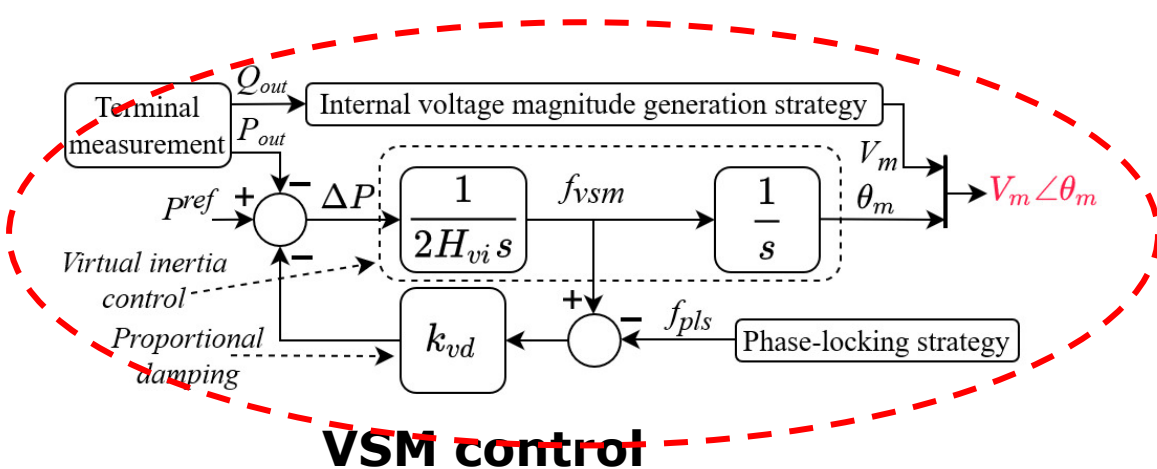 Q_out
Internal voltage magnitude generation strategy
Terminal
measurement
P_out
V_m
P^ref
+
−
ΔP
1
2H_vi s
f_vsm
1
s
θ_m
V_m∠θ_m
−
Virtual inertia
control
+
−
f_pls
Phase-locking strategy
k_vd
Proportional
damping
VSM control